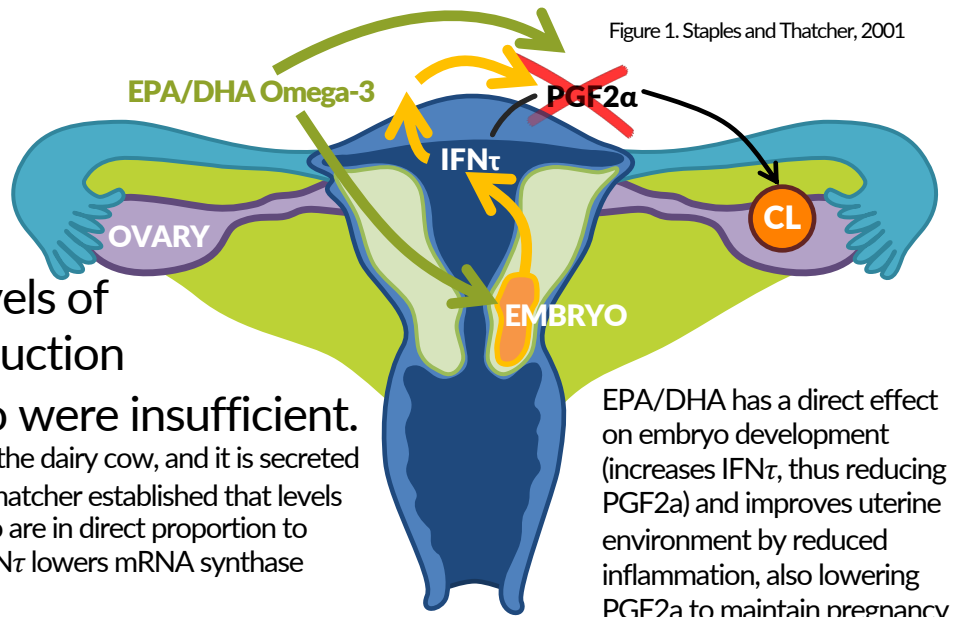 Figure 1. Staples and Thatcher, 2001
EPA/DHA Omega-3
PGF2α
IFNτ
OVARY
CL
EMBRYO
els of
uction
were insufficient.
the dairy cow, and it is secreted
hatcher established that levels
are in direct proportion to
Nτ lowers mRNA synthase
EPA/DHA has a direct effect
on embryo development
(increases IFNτ, thus reducing
PGF2a) and improves uterine
environment by reduced
inflammation, also lowering
PGF2a to maintain pregnancy